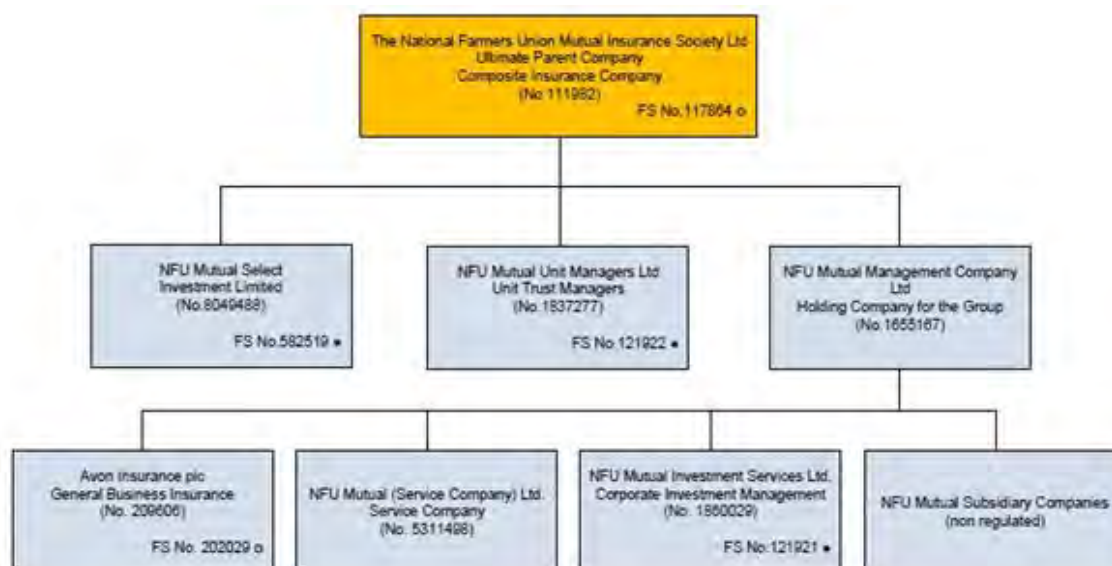 The National Farmers Union Mutual Insurance Society Ltd
Ultimate Parent Company
Composite Insurance Company
(No 111982)
FS No.117864 o
NFU Mutual Select
Investment Limited
(No.8049488)
FS No.582519 •
NFU Mutual Unit Managers Ltd
Unit Trust Managers
(No.1837277)
FS No.121922 •
NFU Mutual Management Company
Ltd
Holding Company for the Group
(No.1655167)
Avon Insurance plc
General Business Insurance
(No. 209606)
FS No. 202029 o
NFU Mutual (Service Company) Ltd.
Service Company
(No. 5311498)
NFU Mutual Investment Services Ltd.
Corporate Investment Management
(No. 1860029)
FS No:121921 •
NFU Mutual Subsidiary Companies
(non regulated)